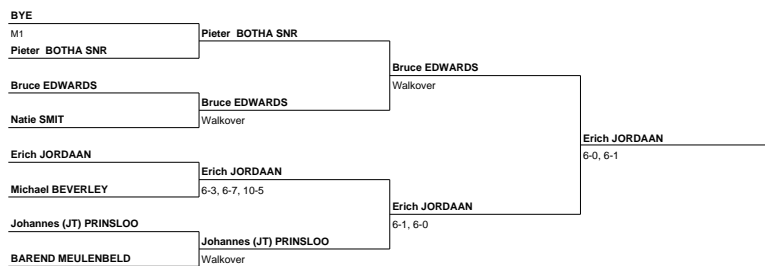 BYE
M1
Pieter BOTHA SNR
Pieter BOTHA SNR
Bruce EDWARDS
Walkover
Bruce EDWARDS
Natie SMIT
Bruce EDWARDS
Walkover
Erich JORDAAN
6-0, 6-1
Erich JORDAAN
Michael BEVERLEY
Erich JORDAAN
6-3, 6-7, 10-5
Erich JORDAAN
6-1, 6-0
Johannes (JT) PRINSLOO
BAREND MEULENBELD
Johannes (JT) PRINSLOO
Walkover